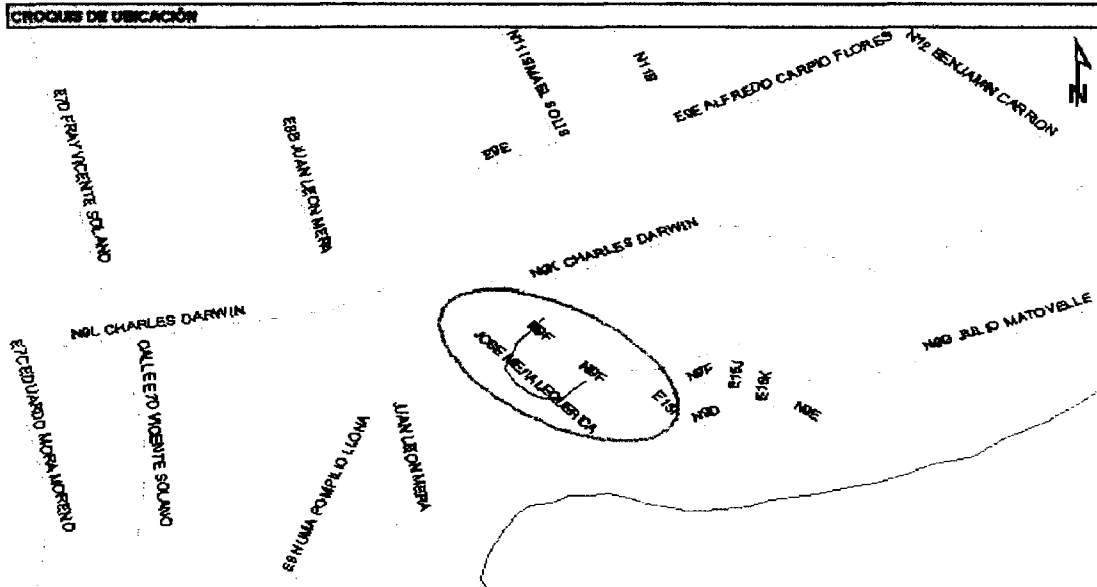 CROQUIS DE UBICACIÓN
N11 ISMAEL SOLIS
N11B
E9E ALFREDO CARPIO FLORES
N12 BENJAMIN CARRION
N
E7D FRAY VICENTE SOLANO
E8B JUAN LEON MERA
E9E
N9K CHARLES DARWIN
N9L CHARLES DARWIN
N9F
JOSE MEJIA LEQUERICA
N9F
N9G JULIO MATOVELLE
E7C EDUARDO MORA MORENO
CALLE E7D VICENTE SOLANO
N9F
E15J
E15K
E15I
N9D
N9E
JUAN LEON MERA
NUMA POMPILIO LLONA